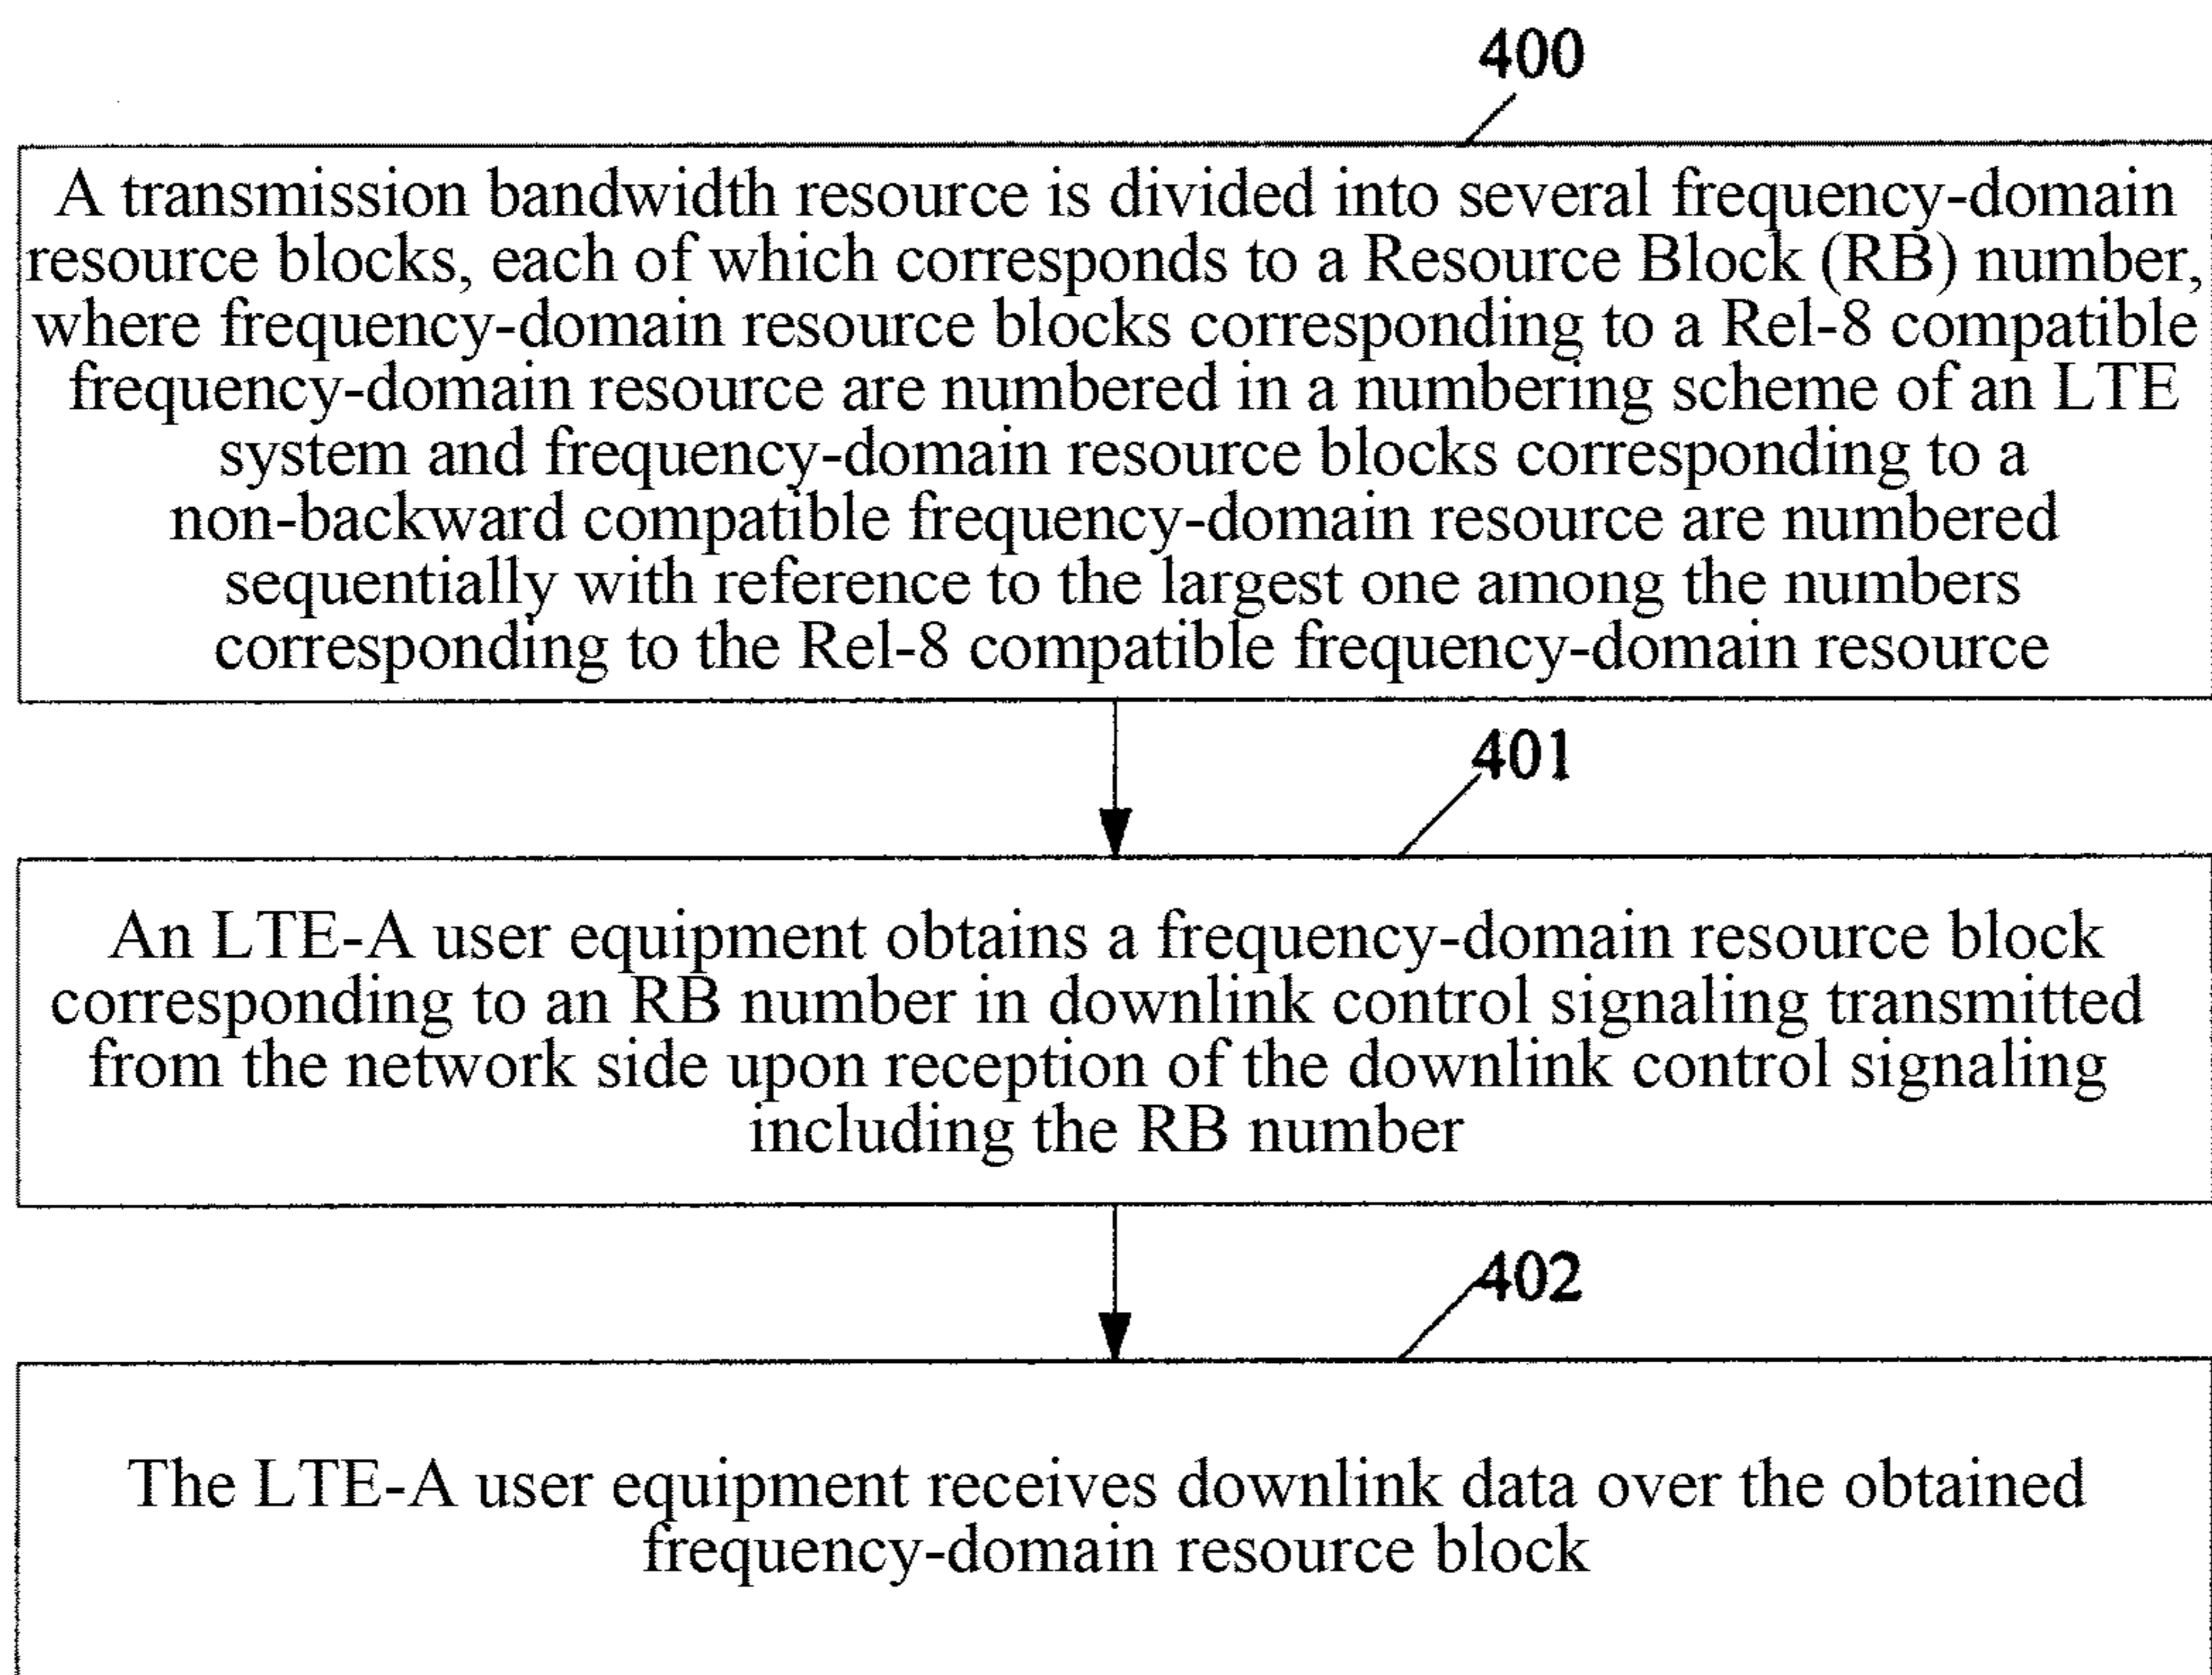 400
A transmission bandwidth resource is divided into several frequency-domain
resource blocks, each of which corresponds to a Resource Block (RB) number,
where frequency-domain resource blocks corresponding to a Rel-8 compatible
frequency-domain resource are numbered in a numbering scheme of an LTE
system and frequency-domain resource blocks corresponding to a
non-backward compatible frequency-domain resource are numbered
sequentially with reference to the largest one among the numbers
corresponding to the Rel-8 compatible frequency-domain resource
401
An LTE-A user equipment obtains a frequency-domain resource block
corresponding to an RB number in downlink control signaling transmitted
from the network side upon reception of the downlink control signaling
including the RB number
402
The LTE-A user equipment receives downlink data over the obtained
frequency-domain resource block